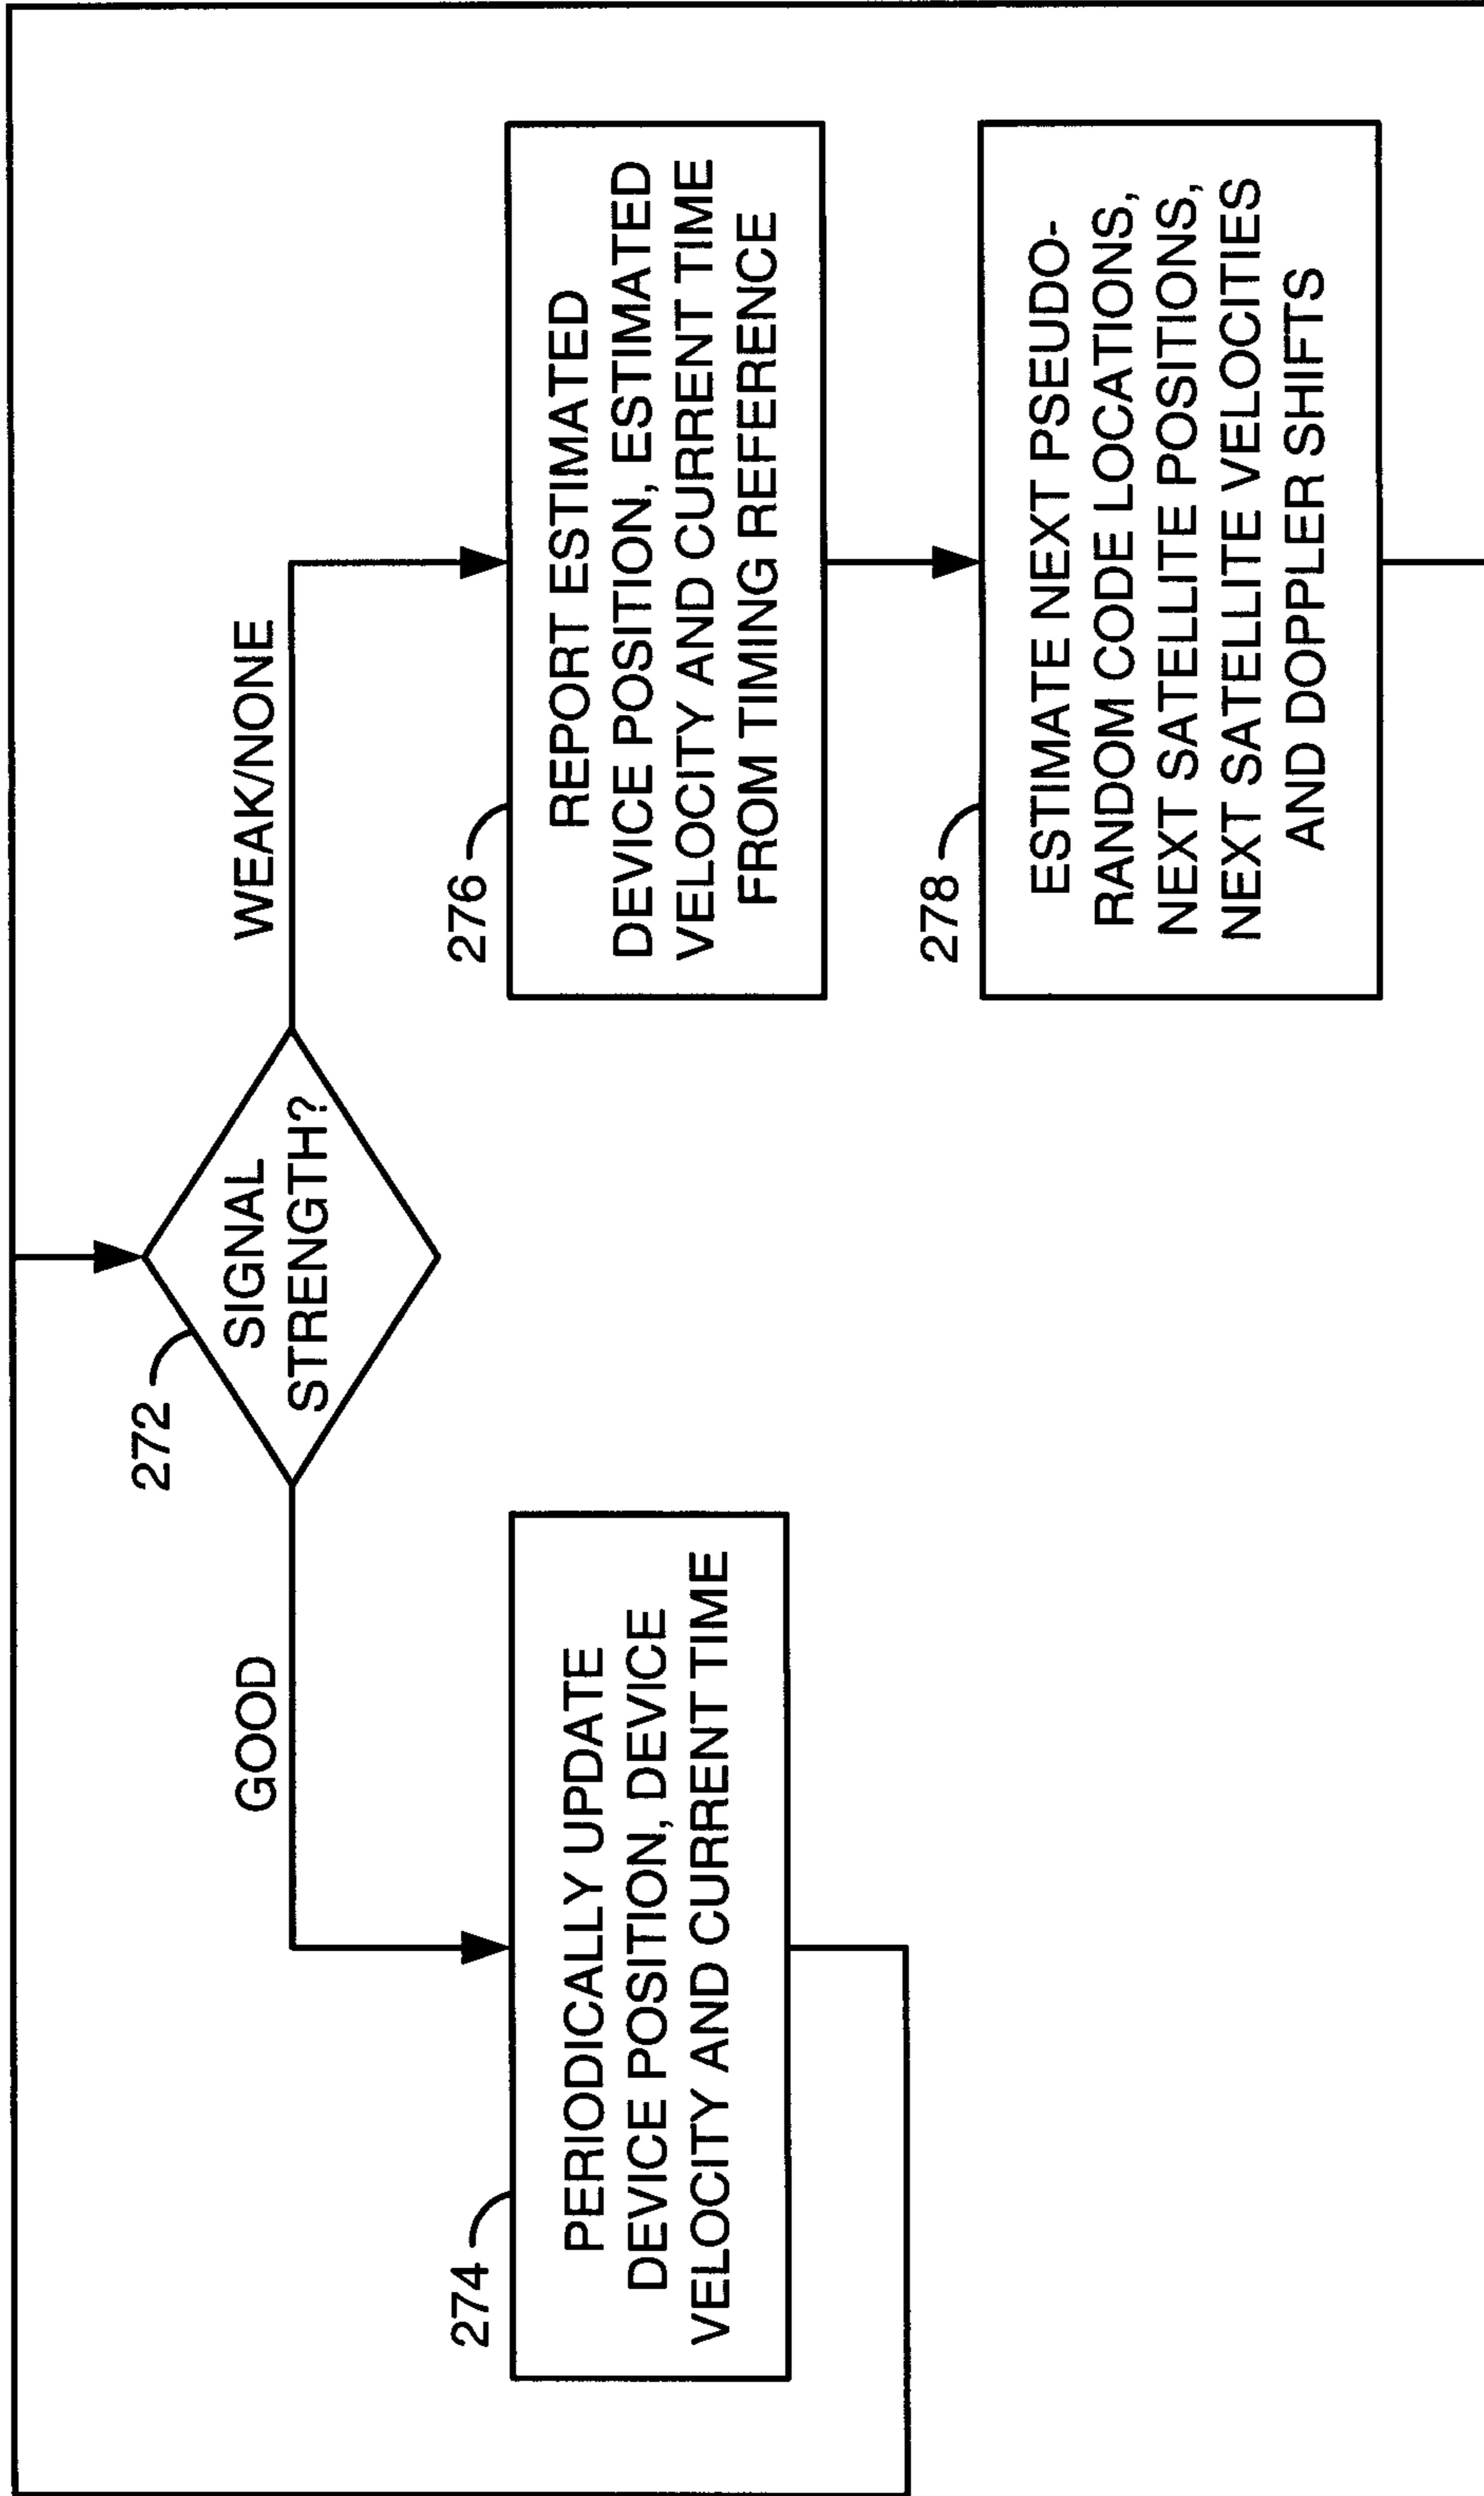 272
SIGNAL
STRENGTH?
GOOD
WEAK/NONE
274
PERIODICALLY UPDATE
DEVICE POSITION, DEVICE
VELOCITY AND CURRENT TIME
276
REPORT ESTIMATED
DEVICE POSITION, ESTIMATED
VELOCITY AND CURRENT TIME
FROM TIMING REFERENCE
278
ESTIMATE NEXT PSEUDO-
RANDOM CODE LOCATIONS,
NEXT SATELLITE POSITIONS,
NEXT SATELLITE VELOCITIES
AND DOPPLER SHIFTS